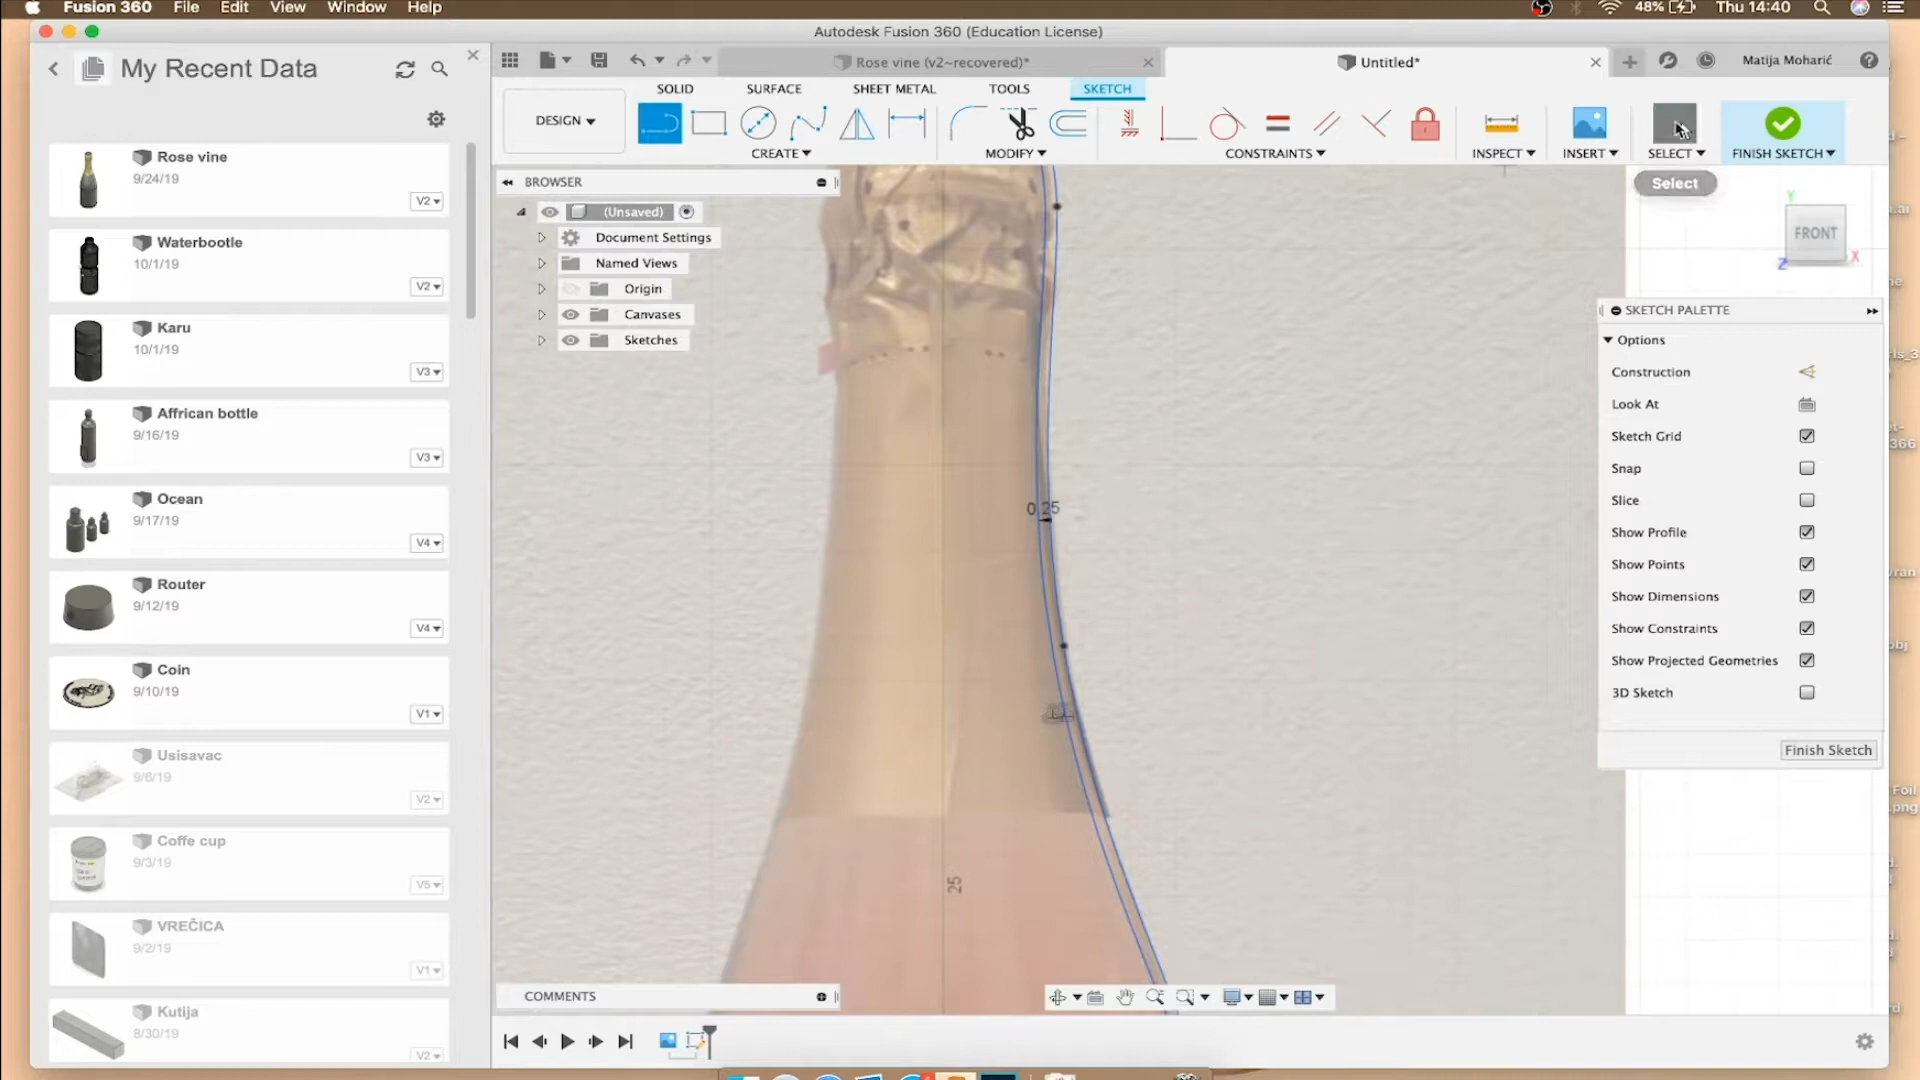 Fusion 360 File Edit View Window Help
48% Thu 14:40
Autodesk Fusion 360 (Education License)
My Recent Data
Rose vine (v2~recovered)*
Untitled*
Matija Moharić
SOLID SURFACE SHEET METAL TOOLS SKETCH
DESIGN ▾
CREATE ▾ MODIFY ▾ CONSTRAINTS ▾ INSPECT ▾ INSERT ▾ SELECT ▾ FINISH SKETCH ▾
Select
BROWSER
(Unsaved)
Document Settings
Named Views
Origin
Canvases
Sketches
Rose vine
9/24/19
V2
Waterbootle
10/1/19
V2
Karu
10/1/19
V3
Affrican bottle
9/16/19
V3
Ocean
9/17/19
V4
Router
9/12/19
V4
Coin
9/10/19
V1
Usisavac
9/6/19
V2
Coffe cup
9/3/19
V5
VREČICA
9/2/19
V1
Kutija
8/30/19
V2
0.25
25
Y
FRONT
Z
X
SKETCH PALETTE
Options
Construction
Look At
Sketch Grid
Snap
Slice
Show Profile
Show Points
Show Dimensions
Show Constraints
Show Projected Geometries
3D Sketch
Finish Sketch
COMMENTS